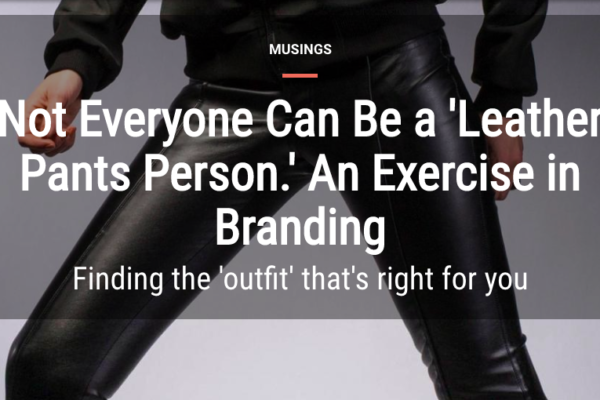 MUSINGS
Not Everyone Can Be a 'Leather
Pants Person.' An Exercise in
Branding
Finding the 'outfit' that's right for you